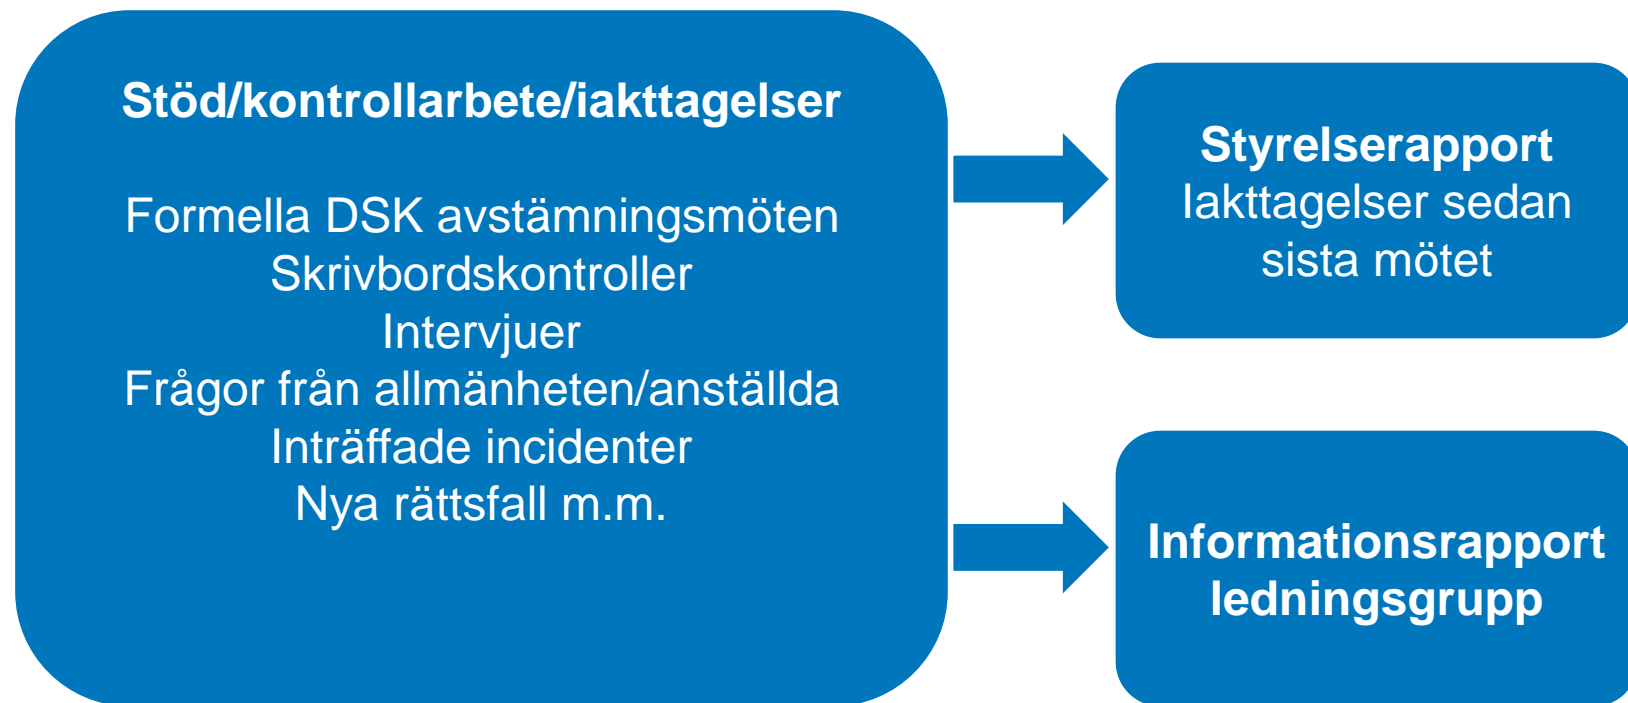 Stöd/kontrollarbete/iakttagelser
Formella DSK avstämningsmöten
Skrivbordskontroller
Intervjuer
Frågor från allmänheten/anställda
Inträffade incidenter
Nya rättsfall m.m.
Styrelserapport
Iakttagelser sedan
sista mötet
Informationsrapport
ledningsgrupp